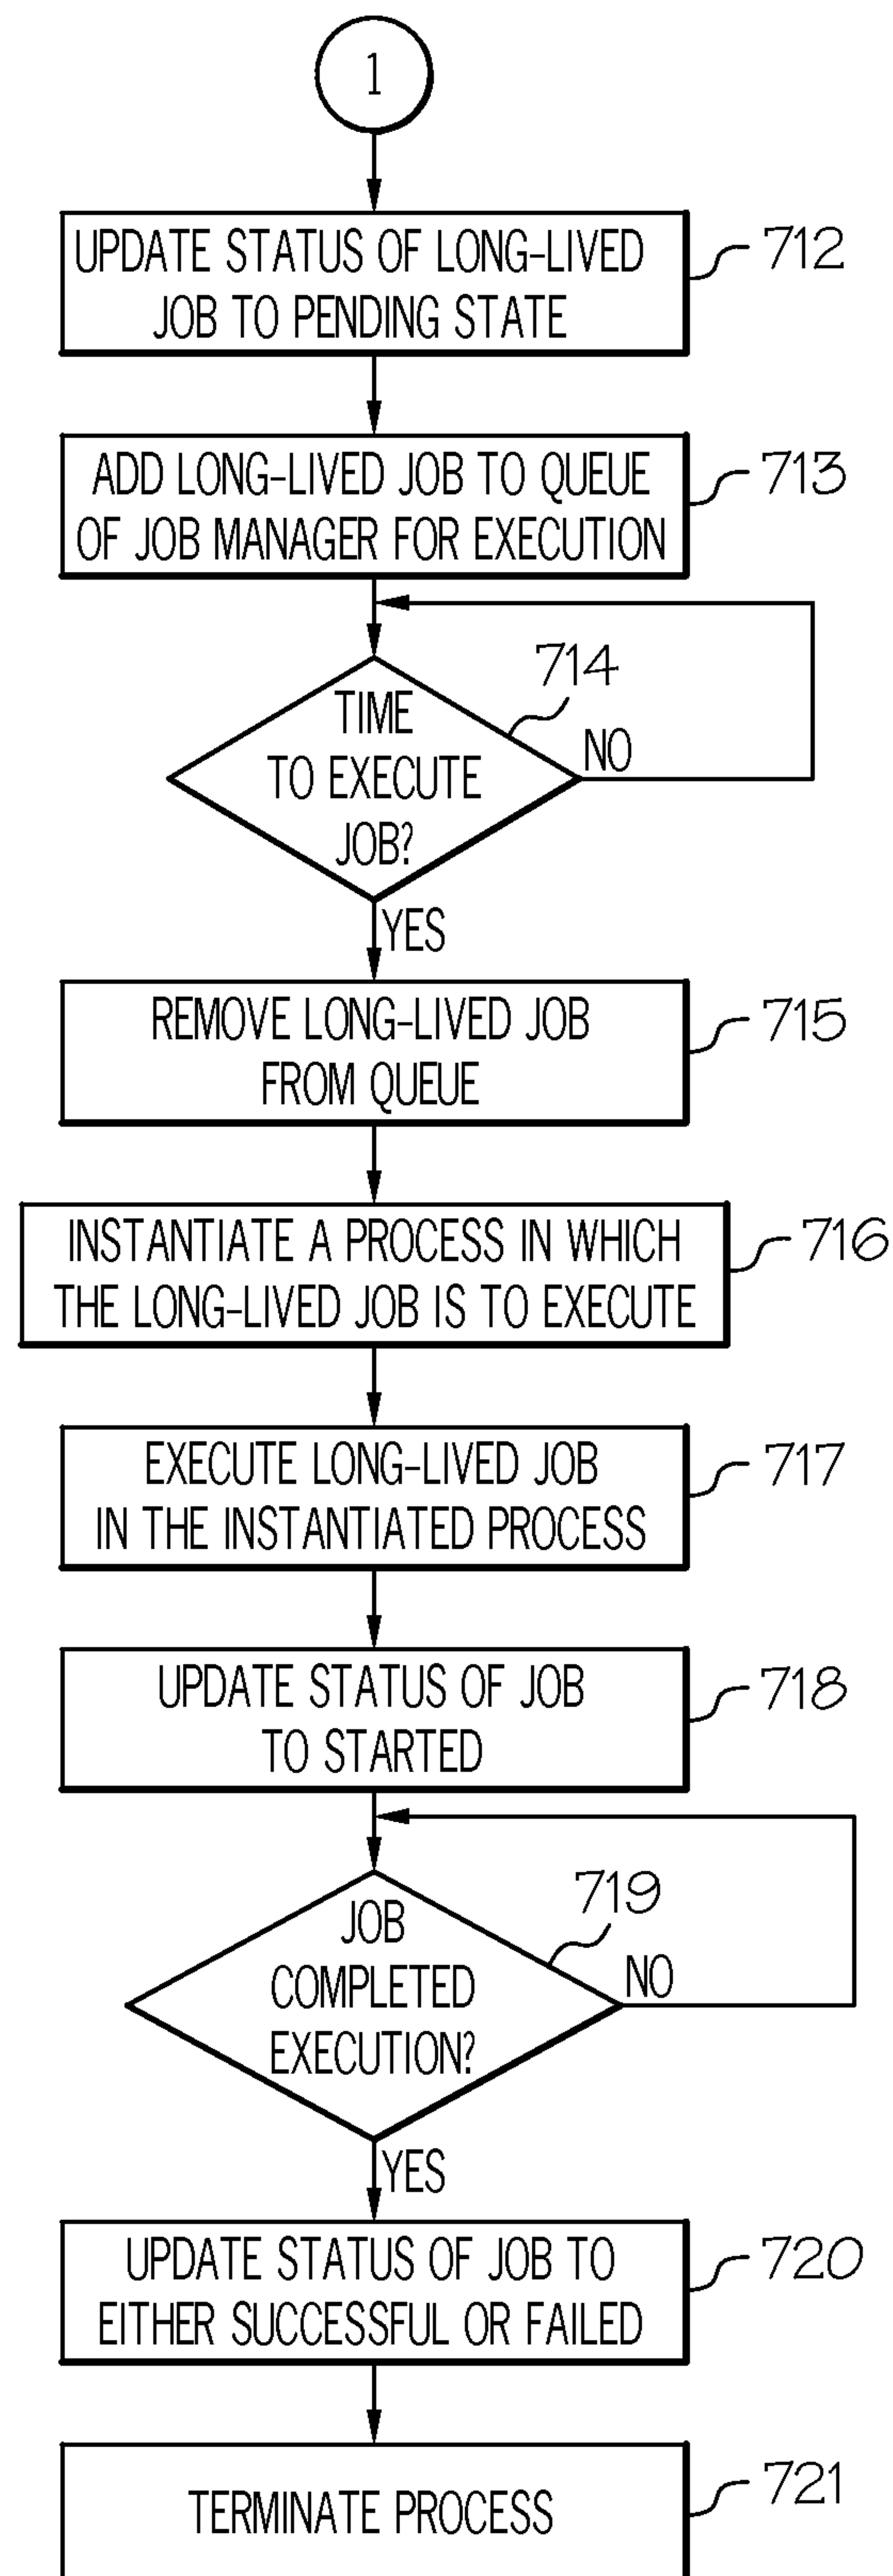 1
UPDATE STATUS OF LONG-LIVED
JOB TO PENDING STATE
712
ADD LONG-LIVED JOB TO QUEUE
OF JOB MANAGER FOR EXECUTION
713
714
TIME
TO EXECUTE
JOB?
NO
YES
REMOVE LONG-LIVED JOB
FROM QUEUE
715
INSTANTIATE A PROCESS IN WHICH
THE LONG-LIVED JOB IS TO EXECUTE
716
EXECUTE LONG-LIVED JOB
IN THE INSTANTIATED PROCESS
717
UPDATE STATUS OF JOB
TO STARTED
718
719
JOB
COMPLETED
EXECUTION?
NO
YES
UPDATE STATUS OF JOB TO
EITHER SUCCESSFUL OR FAILED
720
TERMINATE PROCESS
721